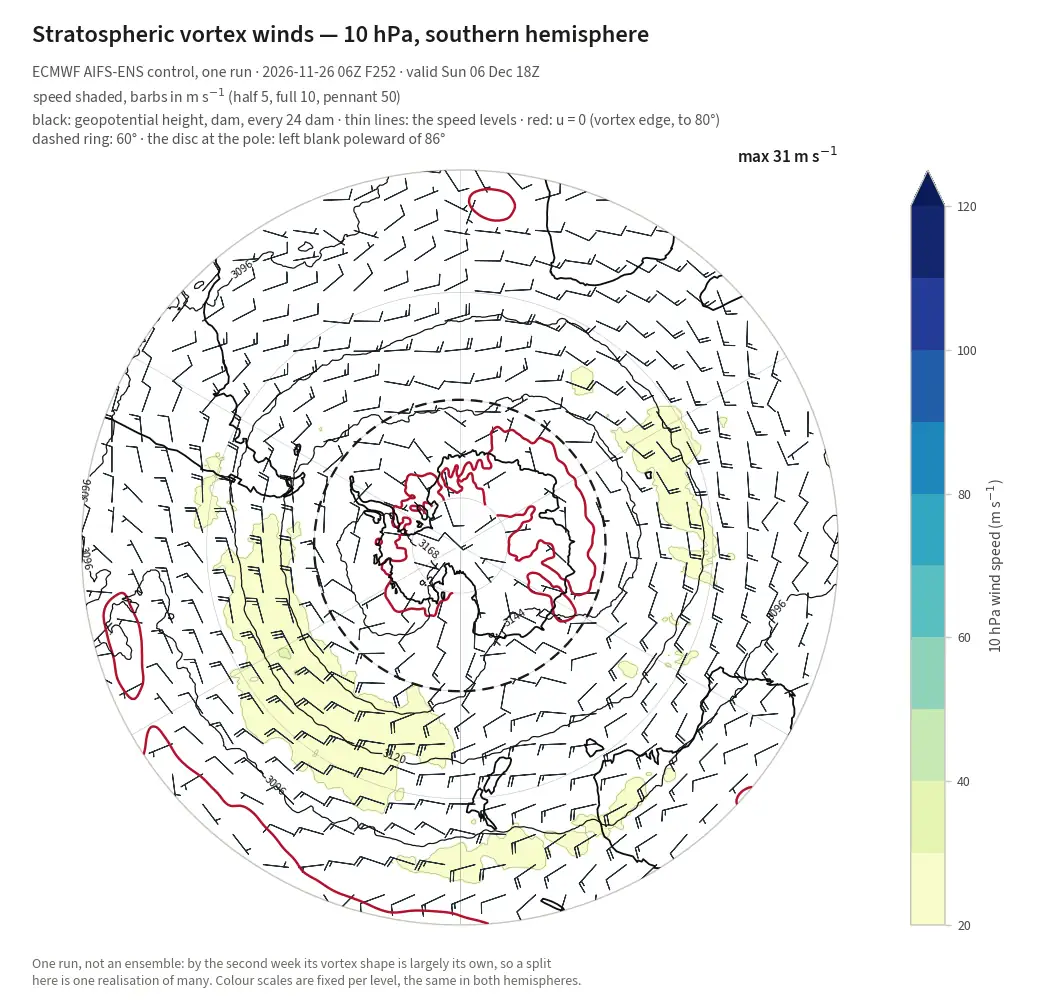 Stratospheric vortex winds — 10 hPa, southern hemisphere
ECMWF AIFS-ENS control, one run · 2026-11-26 06Z F252 · valid Sun 06 Dec 18Z
speed shaded, barbs in m s⁻¹ (half 5, full 10, pennant 50)
black: geopotential height, dam, every 24 dam · thin lines: the speed levels · red: u = 0 (vortex edge, to 80°)
dashed ring: 60° · the disc at the pole: left blank poleward of 86°
max 31 m s⁻¹
120
100
80
60
40
20
10 hPa wind speed (m s⁻¹)
3096
3096
3096
3168
3144
3096
3120
3096
One run, not an ensemble: by the second week its vortex shape is largely its own, so a split
here is one realisation of many. Colour scales are fixed per level, the same in both hemispheres.